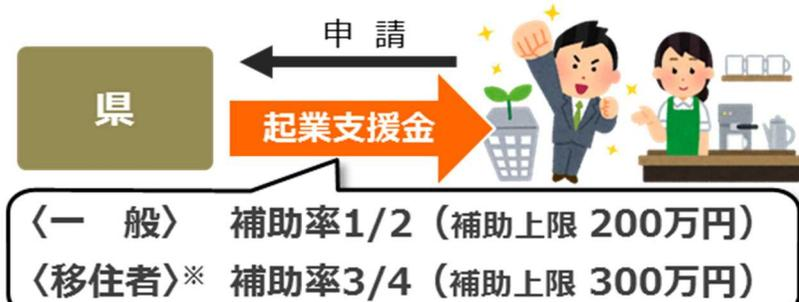 申 請
県
起業支援金
〈一　般〉 補助率1/2（補助上限 200万円）
〈移住者〉※ 補助率3/4（補助上限 300万円）